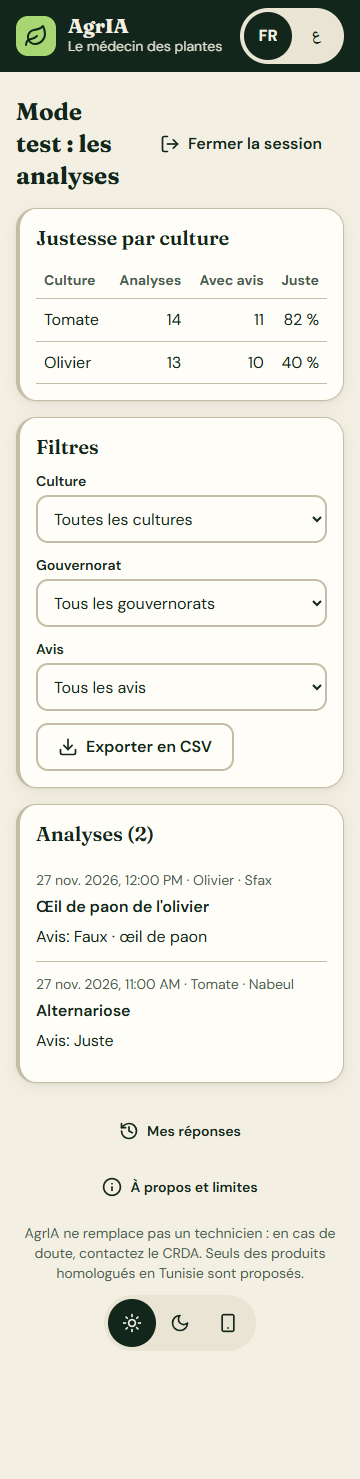 AgrIA
Le médecin des plantes
FR
ع
Mode
test : les
analyses
Fermer la session
Justesse par culture
Culture Analyses Avec avis Juste
Tomate 14 11 82 %
Olivier 13 10 40 %
Filtres
Culture
Toutes les cultures
Gouvernorat
Tous les gouvernorats
Avis
Tous les avis
Exporter en CSV
Analyses (2)
27 nov. 2026, 12:00 PM · Olivier · Sfax
Œil de paon de l'olivier
Avis: Faux · œil de paon
27 nov. 2026, 11:00 AM · Tomate · Nabeul
Alternariose
Avis: Juste
Mes réponses
À propos et limites
AgrIA ne remplace pas un technicien : en cas de
doute, contactez le CRDA. Seuls des produits
homologués en Tunisie sont proposés.